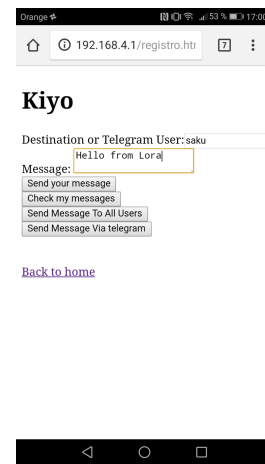 Orange 53 % 17:00
192.168.4.1/registro.htr 7
Kiyo
Destination or Telegram User: saku
Message: Hello from Lora
Send your message
Check my messages
Send Message To All Users
Send Message Via telegram
Back to home